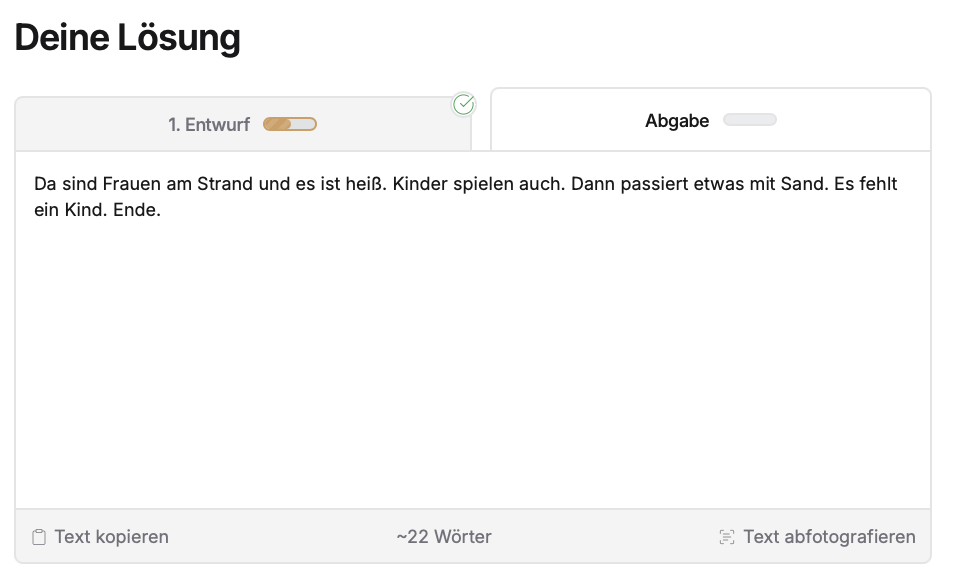 Deine Lösung
1. Entwurf
Abgabe
Da sind Frauen am Strand und es ist heiß. Kinder spielen auch. Dann passiert etwas mit Sand. Es fehlt
ein Kind. Ende.
Text kopieren
~22 Wörter
Text abfotografieren